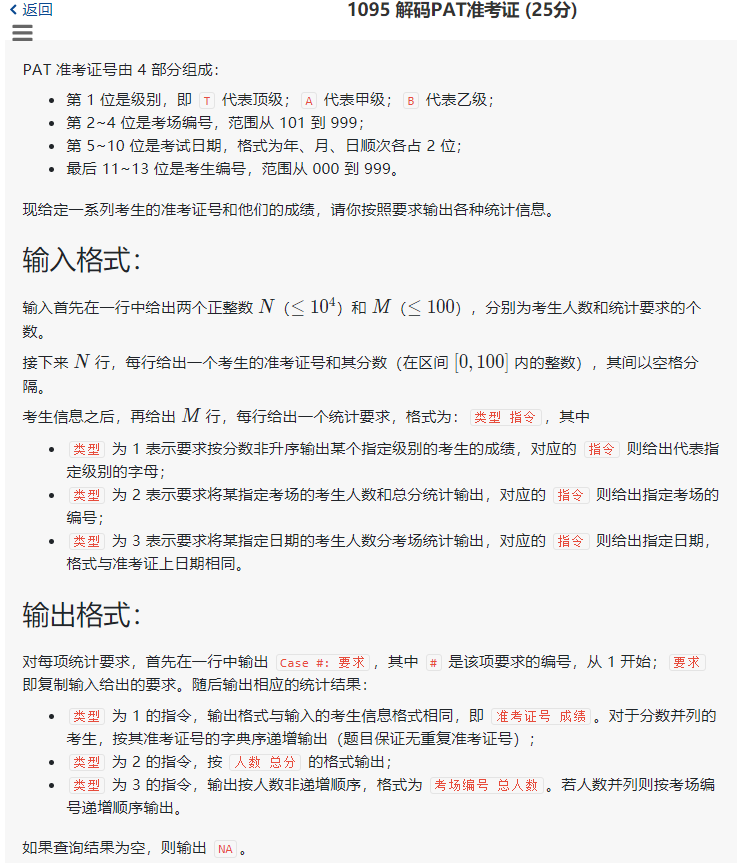 返回
1095 解码PAT准考证 (25分)
PAT 准考证号由 4 部分组成：
• 第 1 位是级别，即 T 代表顶级； A 代表甲级； B 代表乙级；
• 第 2~4 位是考场编号，范围从 101 到 999；
• 第 5~10 位是考试日期，格式为年、月、日顺次各占 2 位；
• 最后 11~13 位是考生编号，范围从 000 到 999。
现给定一系列考生的准考证号和他们的成绩，请你按照要求输出各种统计信息。
输入格式：
输入首先在一行中给出两个正整数 N（≤ 10⁴）和 M（≤ 100），分别为考生人数和统计要求的个
数。
接下来 N 行，每行给出一个考生的准考证号和其分数（在区间 [0, 100] 内的整数），其间以空格分
隔。
考生信息之后，再给出 M 行，每行给出一个统计要求，格式为： 类型 指令 ，其中
• 类型 为 1 表示要求按分数非升序输出某个指定级别的考生的成绩，对应的 指令 则给出代表指
定级别的字母；
• 类型 为 2 表示要求将某指定考场的考生人数和总分统计输出，对应的 指令 则给出指定考场的
编号；
• 类型 为 3 表示要求将某指定日期的考生人数分考场统计输出，对应的 指令 则给出指定日期，
格式与准考证上日期相同。
输出格式：
对每项统计要求，首先在一行中输出 Case #: 要求 ，其中 # 是该项要求的编号，从 1 开始； 要求
即复制输入给出的要求。随后输出相应的统计结果：
• 类型 为 1 的指令，输出格式与输入的考生信息格式相同，即 准考证号 成绩 。对于分数并列的
考生，按其准考证号的字典序递增输出（题目保证无重复准考证号）；
• 类型 为 2 的指令，按 人数 总分 的格式输出；
• 类型 为 3 的指令，输出按人数非递增顺序，格式为 考场编号 总人数 。若人数并列则按考场编
号递增顺序输出。
如果查询结果为空，则输出 NA 。